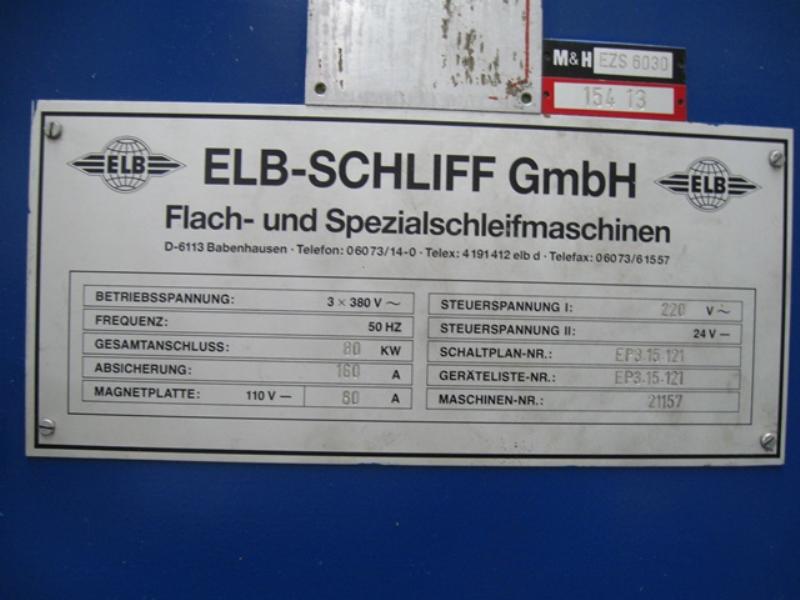 M&H EZS 6030
154 13
ELB
ELB-SCHLIFF GmbH
ELB
Flach- und Spezialschleifmaschinen
D-6113 Babenhausen · Telefon: 06073/14-0 · Telex: 4191412 elb d · Telefax: 06073/61557
BETRIEBSSPANNUNG: 3 × 380 V ~
FREQUENZ: 50 HZ
GESAMTANSCHLUSS: 80 KW
ABSICHERUNG: 160 A
MAGNETPLATTE: 110 V — 60 A
STEUERSPANNUNG I: 220 V ~
STEUERSPANNUNG II: 24 V —
SCHALTPLAN-NR.: EP3-15-121
GERÄTELISTE-NR.: EP3-15-121
MASCHINEN-NR.: 21157